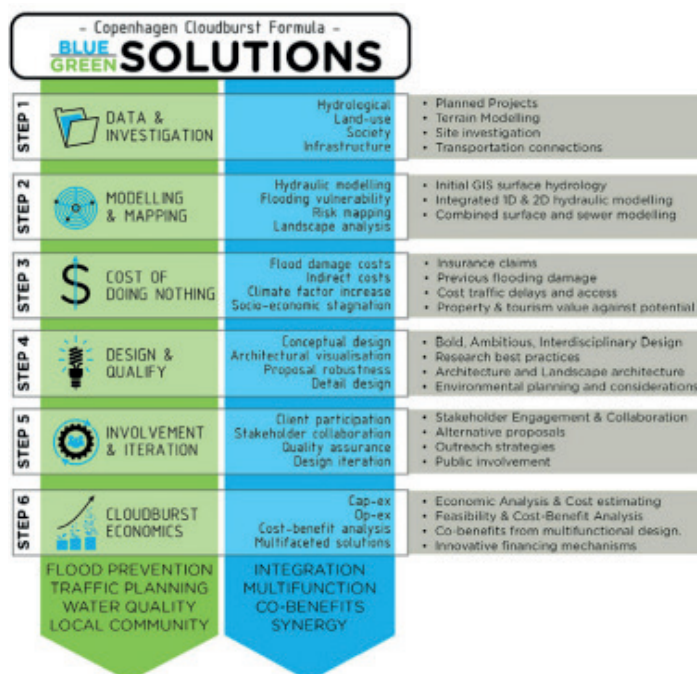 - Copenhagen Cloudburst Formula -
BLUE
GREEN
SOLUTIONS
STEP 1
DATA &
INVESTIGATION
Hydrological
Land-use
Society
Infrastructure
• Planned Projects
• Terrain Modelling
• Site investigation
• Transportation connections
STEP 2
MODELLING
& MAPPING
Hydraulic modelling
Flooding vulnerability
Risk mapping
Landscape analysis
• Initial GIS surface hydrology
• Integrated 1D & 2D hydraulic modelling
• Combined surface and sewer modelling
STEP 3
$
COST OF
DOING NOTHING
Flood damage costs
Indirect costs
Climate factor increase
Socio-economic stagnation
• Insurance claims
• Previous flooding damage
• Cost traffic delays and access
• Property & tourism value against potential
STEP 4
DESIGN &
QUALIFY
Conceptual design
Architectural visualisation
Proposal robustness
Detail design
• Bold, Ambitious, Interdisciplinary Design
• Research best practices
• Architecture and Landscape architecture
• Environmental planning and considerations
STEP 5
INVOLVEMENT
& ITERATION
Client participation
Stakeholder collaboration
Quality assurance
Design iteration
• Stakeholder Engagement & Collaboration
• Alternative proposals
• Outreach strategies
• Public involvement
STEP 6
CLOUDBURST
ECONOMICS
Cap-ex
Op-ex
Cost-benefit analysis
Multifaceted solutions
• Economic Analysis & Cost estimating
• Feasibility & Cost-Benefit Analysis
• Co-benefits from multifunctional design.
• Innovative financing mechanisms
FLOOD PREVENTION
TRAFFIC PLANNING
WATER QUALITY
LOCAL COMMUNITY
INTEGRATION
MULTIFUNCTION
CO-BENEFITS
SYNERGY